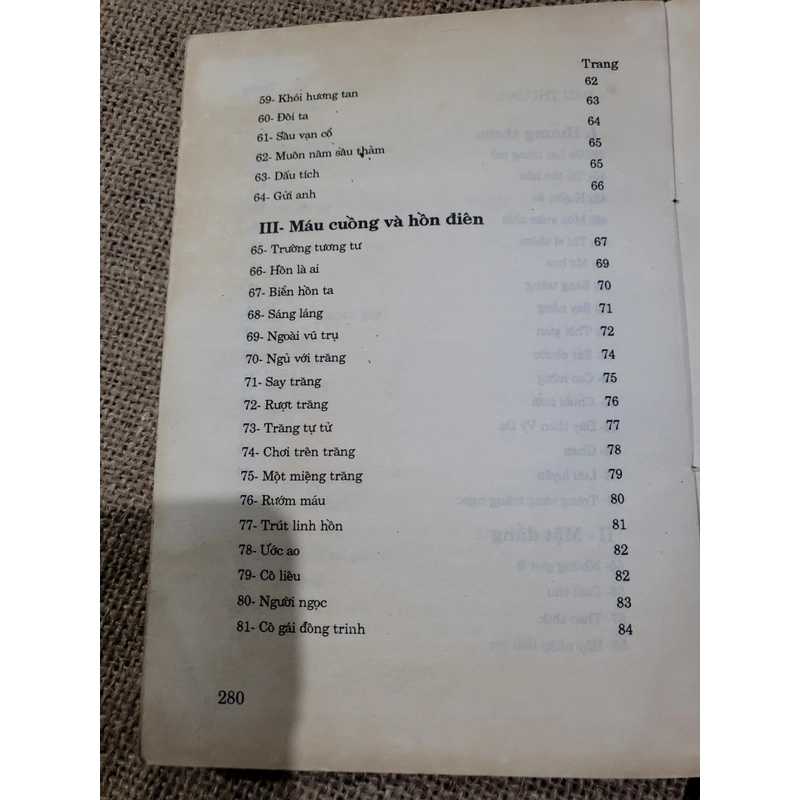 Trang
59- Khói hương tan 62
60- Đôi ta 63
61- Sầu vạn cổ 64
62- Muôn năm sầu thảm 65
63- Dấu tích 65
64- Gửi anh 66
III- Máu cuồng và hồn điên
65- Trường tương tư 67
66- Hồn là ai 69
67- Biển hồn ta 70
68- Sáng láng 71
69- Ngoài vũ trụ 72
70- Ngủ với trăng 74
71- Say trăng 75
72- Rượt trăng 76
73- Trăng tự tử 77
74- Chơi trên trăng 78
75- Một miệng trăng 79
76- Rướm máu 80
77- Trút linh hồn 81
78- Ước ao 82
79- Cô liêu 82
80- Người ngọc 83
81- Cô gái đồng trinh 84
280